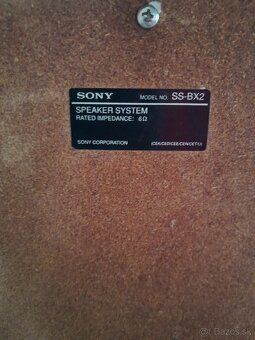 SONY MODEL NO. SS-BX2
SPEAKER SYSTEM
RATED IMPEDANCE: 6Ω
SONY CORPORATION
Bazos.sk